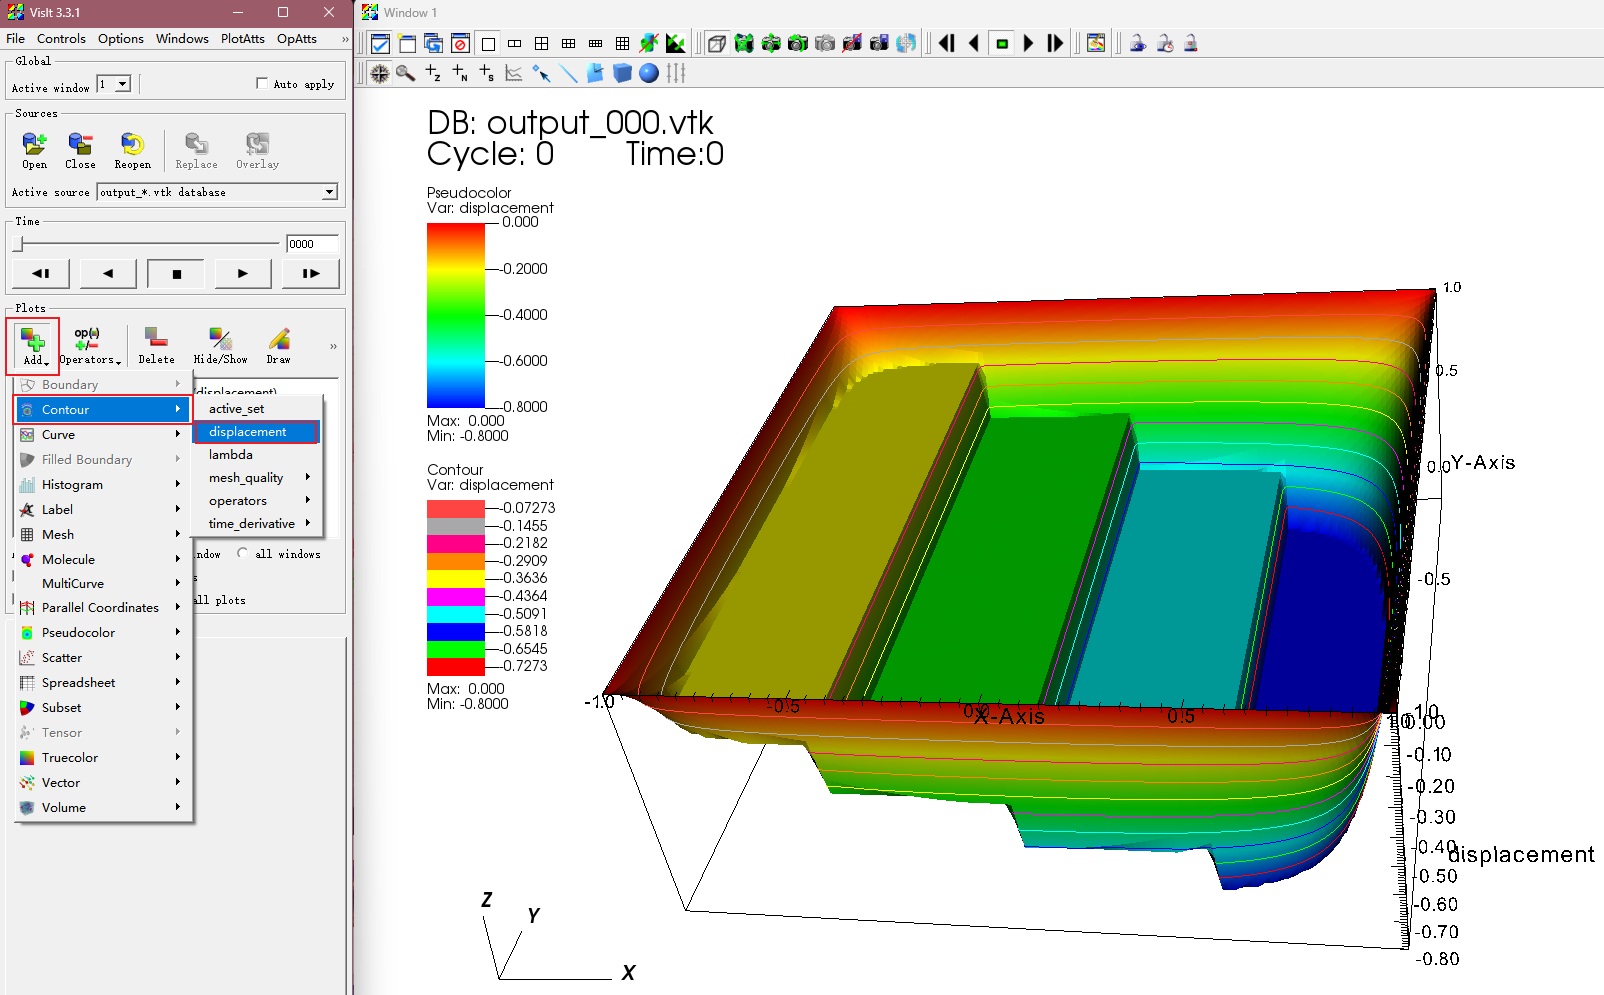 VisIt 3.3.1
File Controls Options Windows PlotAtts OpAtts »
Global
Active window 1
Auto apply
Sources
Open Close Reopen Replace Overlay
Active source output_*.vtk database
Time
0000
Plots
op(·)
Add Operators Delete Hide/Show Draw »
(displacement)
Boundary
Contour
Curve
Filled Boundary
Histogram
Label
Mesh
Molecule
MultiCurve
Parallel Coordinates
Pseudocolor
Scatter
Spreadsheet
Subset
Tensor
Truecolor
Vector
Volume
active_set
displacement
lambda
mesh_quality
operators
time_derivative
ndow all windows
s
all plots
Window 1
DB: output_000.vtk
Cycle: 0 Time:0
Pseudocolor
Var: displacement
0.000
-0.2000
-0.4000
-0.6000
-0.8000
Max: 0.000
Min: -0.8000
Contour
Var: displacement
-0.07273
-0.1455
-0.2182
-0.2909
-0.3636
-0.4364
-0.5091
-0.5818
-0.6545
-0.7273
Max: 0.000
Min: -0.8000
1.0
0.5
0.0 Y-Axis
-0.5
-1.0
-1.0 -0.5 0.0 0.5 1.0
X-Axis
0.00
-0.10
-0.20
-0.30
-0.40
displacement
-0.50
-0.60
-0.70
-0.80
Z
Y
X